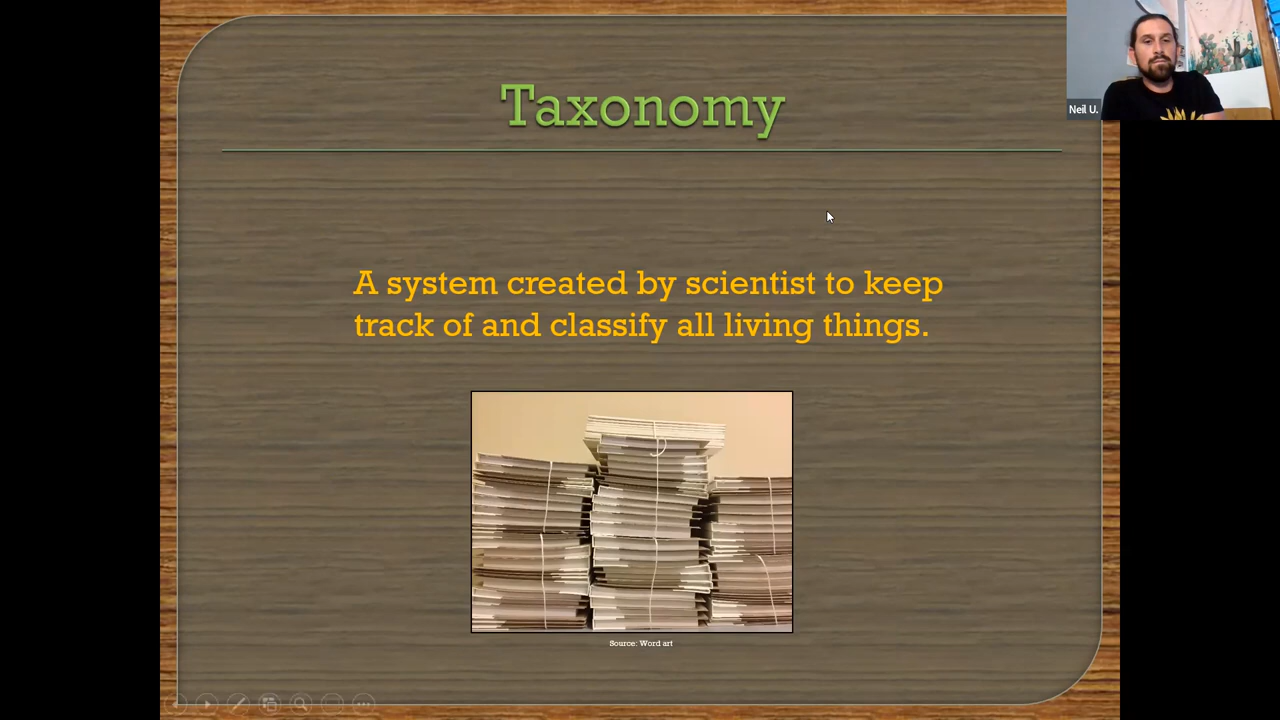 Taxonomy
Neil U.
A system created by scientist to keep
track of and classify all living things.
Source: Word art